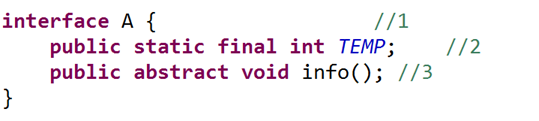 interface A { //1
public static final int TEMP; //2
public abstract void info(); //3
}